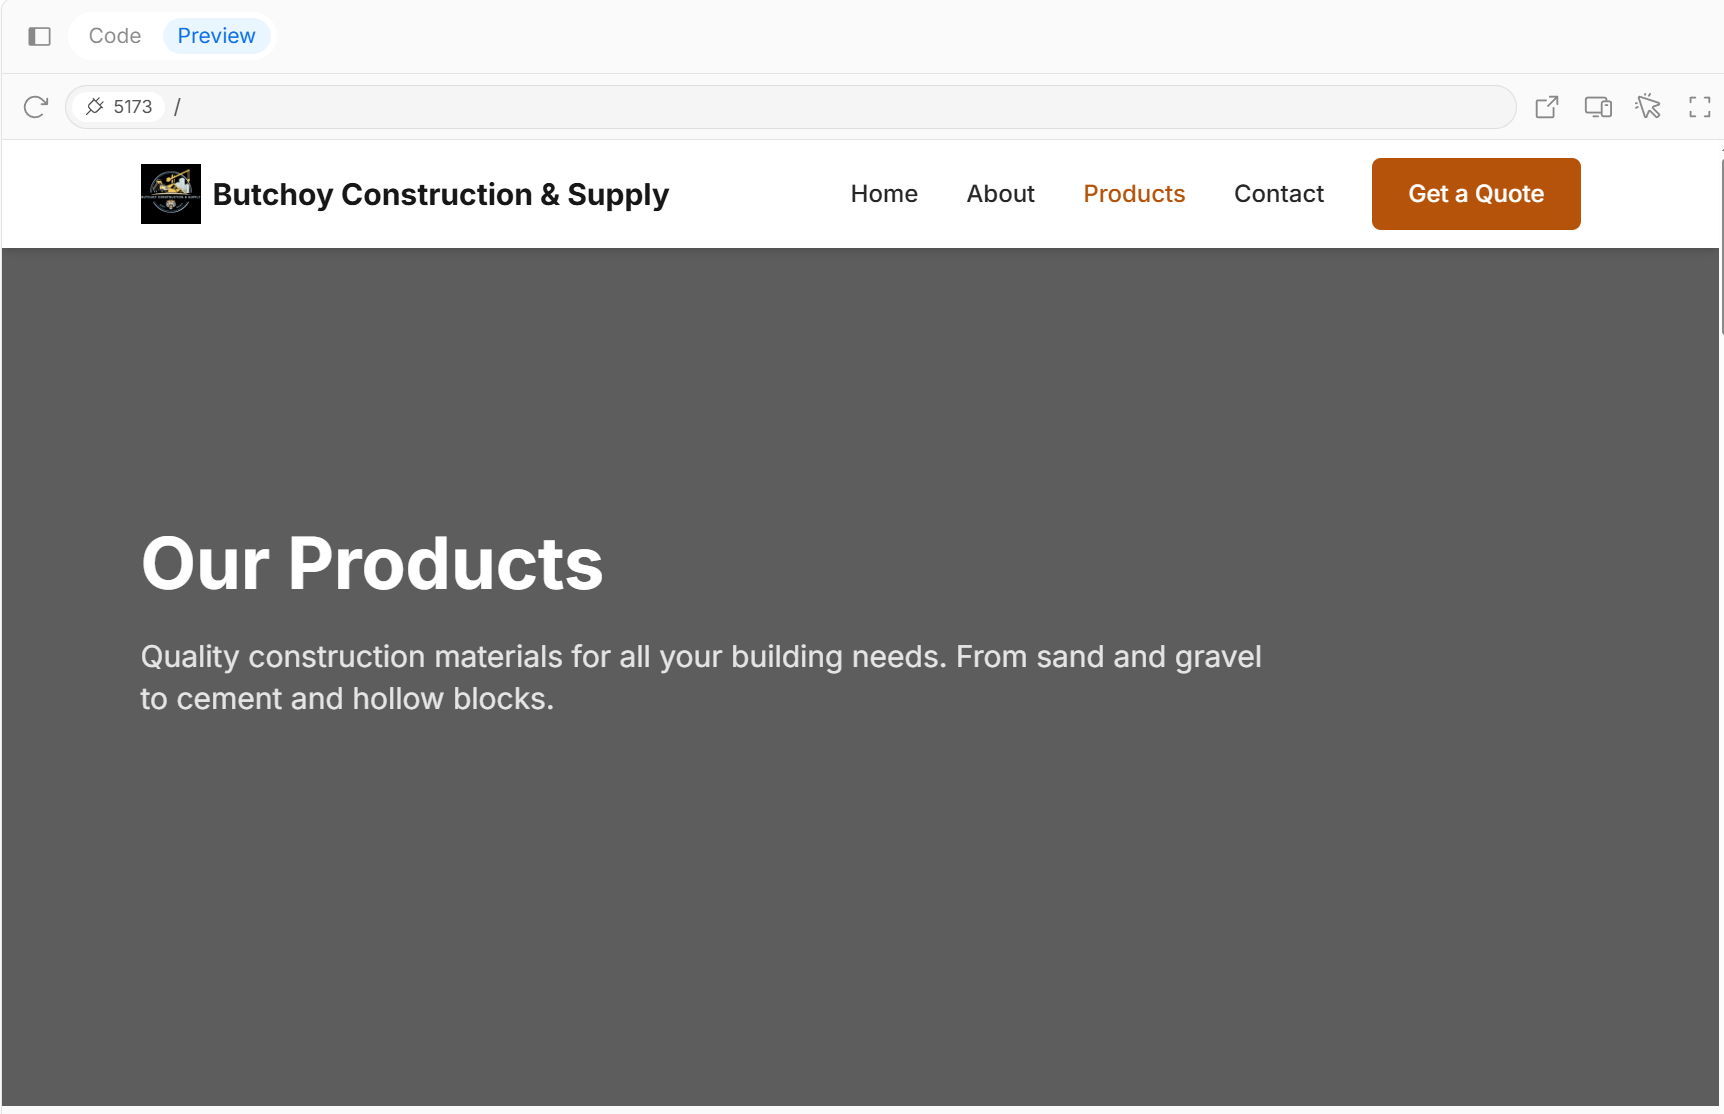 Code
Preview
5173 /
Butchoy Construction & Supply
Home
About
Products
Contact
Get a Quote
Our Products
Quality construction materials for all your building needs. From sand and gravel
to cement and hollow blocks.